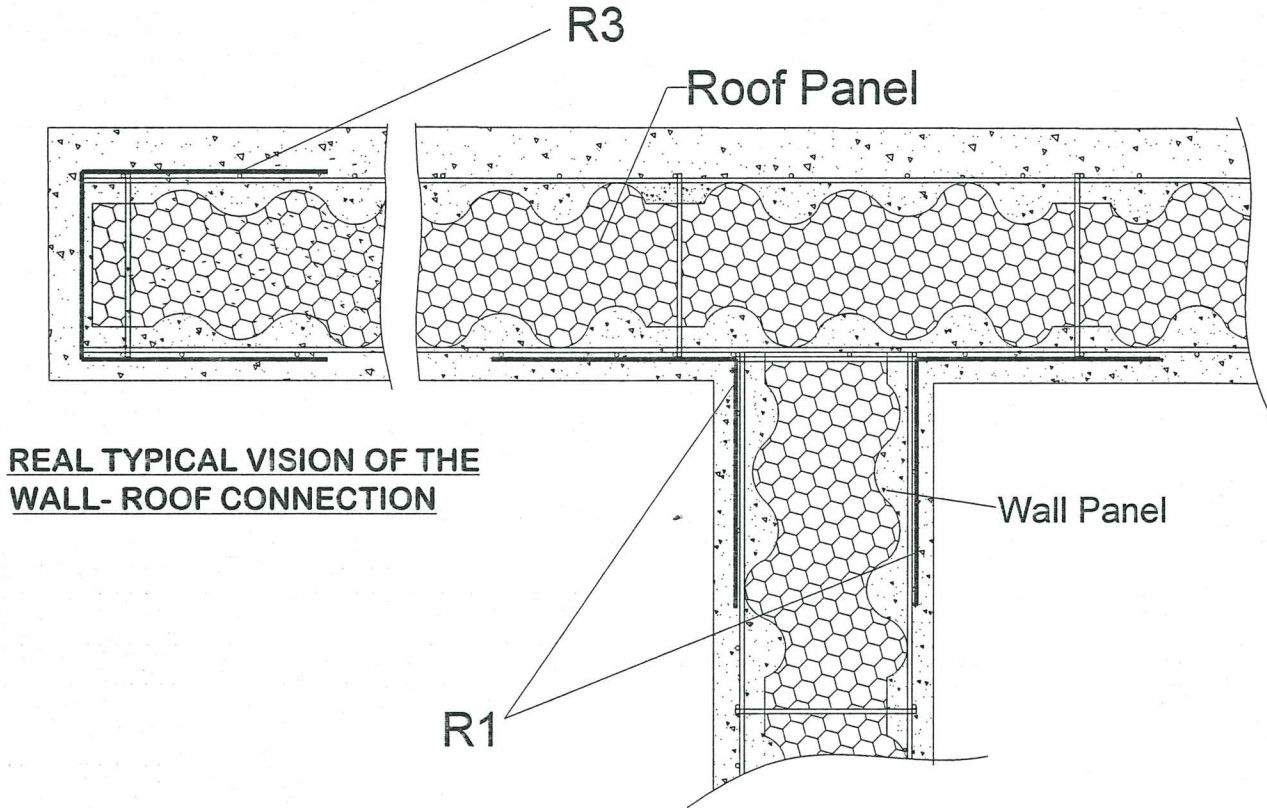 R3
Roof Panel
REAL TYPICAL VISION OF THE
WALL- ROOF CONNECTION
Wall Panel
R1